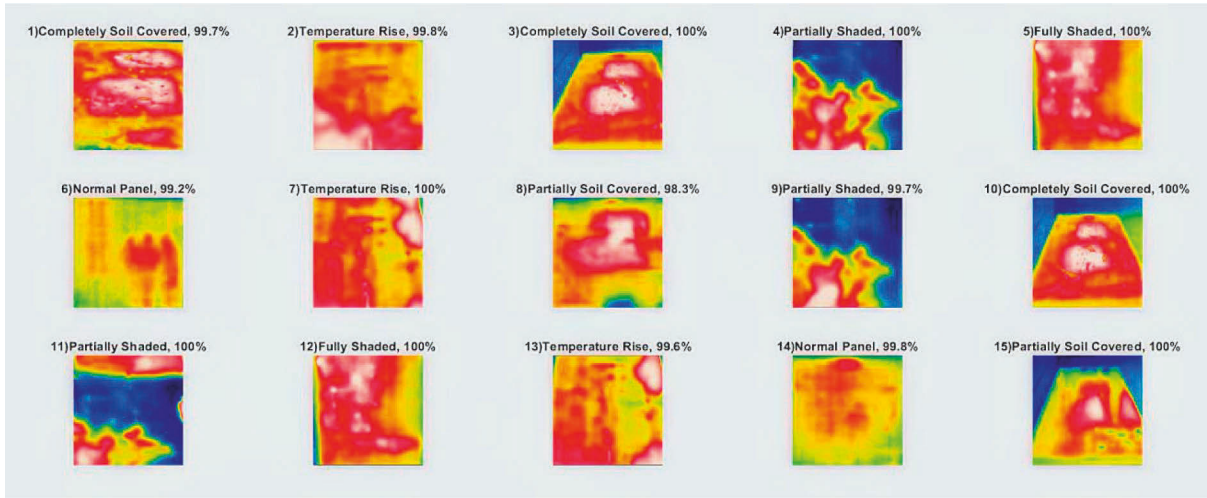 1)Completely Soil Covered, 99.7%
2)Temperature Rise, 99.8%
3)Completely Soil Covered, 100%
4)Partially Shaded, 100%
5)Fully Shaded, 100%
6)Normal Panel, 99.2%
7)Temperature Rise, 100%
8)Partially Soil Covered, 98.3%
9)Partially Shaded, 99.7%
10)Completely Soil Covered, 100%
11)Partially Shaded, 100%
12)Fully Shaded, 100%
13)Temperature Rise, 99.6%
14)Normal Panel, 99.8%
15)Partially Soil Covered, 100%